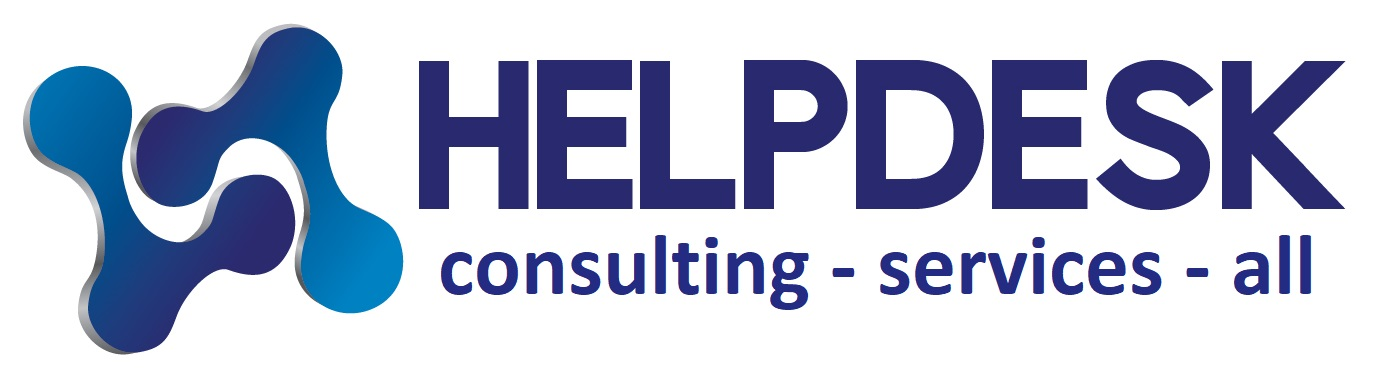 HELPDESK
consulting - services - all